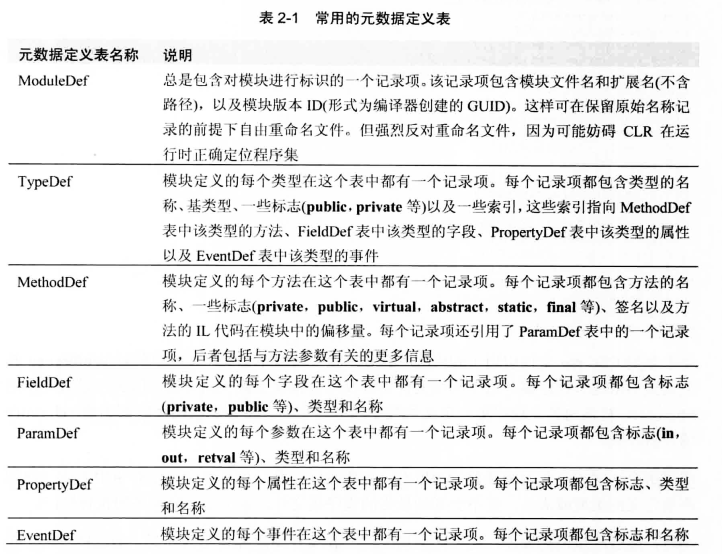 表 2-1 常用的元数据定义表
元数据定义表名称 说明
ModuleDef 总是包含对模块进行标识的一个记录项。该记录项包含模块文件名和扩展名(不含
路径)，以及模块版本 ID(形式为编译器创建的 GUID)。这样可在保留原始名称记
录的前提下自由重命名文件。但强烈反对重命名文件，因为可能妨碍 CLR 在运
行时正确定位程序集
TypeDef 模块定义的每个类型在这个表中都有一个记录项。每个记录项都包含类型的名
称、基类型、一些标志(public，private 等)以及一些索引，这些索引指向 MethodDef
表中该类型的方法、FieldDef 表中该类型的字段、PropertyDef 表中该类型的属性
以及 EventDef 表中该类型的事件
MethodDef 模块定义的每个方法在这个表中都有一个记录项。每个记录项都包含方法的名
称、一些标志(private，public，virtual，abstract，static，final 等)、签名以及方
法的 IL 代码在模块中的偏移量。每个记录项还引用了 ParamDef 表中的一个记录
项，后者包括与方法参数有关的更多信息
FieldDef 模块定义的每个字段在这个表中都有一个记录项。每个记录项都包含标志
(private，public 等)、类型和名称
ParamDef 模块定义的每个参数在这个表中都有一个记录项。每个记录项都包含标志(in，
out，retval 等)、类型和名称
PropertyDef 模块定义的每个属性在这个表中都有一个记录项。每个记录项都包含标志、类型
和名称
EventDef 模块定义的每个事件在这个表中都有一个记录项。每个记录项都包含标志和名称